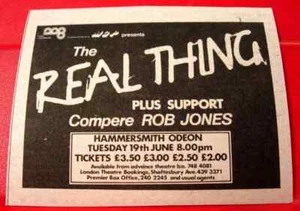 presents
The
REAL THING
PLUS SUPPORT
Compere ROB JONES
HAMMERSMITH ODEON
TUESDAY 19th JUNE 8.00pm
TICKETS £3.50 £3.00 £2.50 £2.00
Available from advance theatre b.o. 748 4081
London Theatre Bookings, Shaftesbury Ave. 439 3371
Premier Box Office, 240 2245 and usual agents